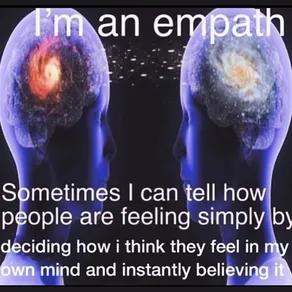 I'm an empath
Sometimes I can tell how
people are feeling simply by
deciding how i think they feel in my
own mind and instantly believing it